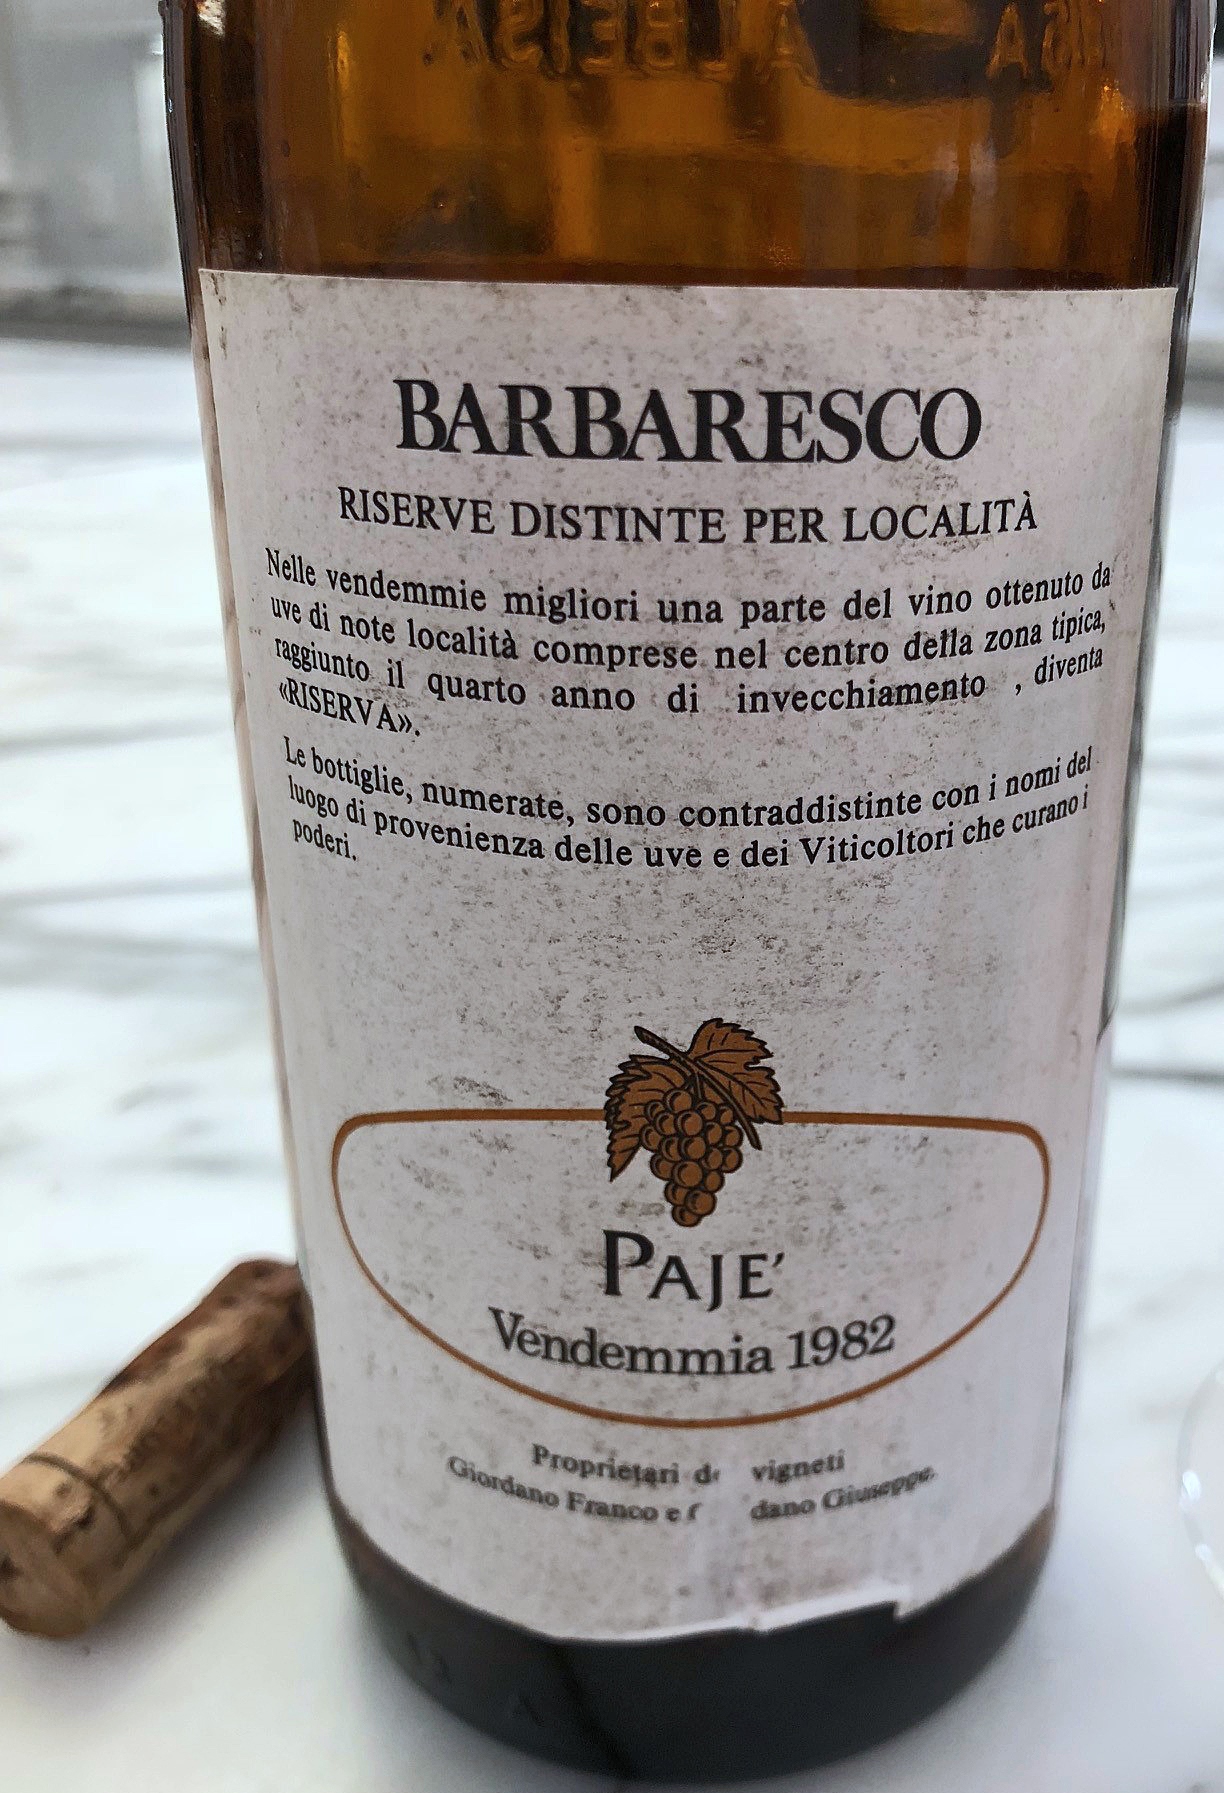 BARBARESCO
RISERVE DISTINTE PER LOCALITÀ
Nelle vendemmie migliori una parte del vino ottenuto da
uve di note località comprese nel centro della zona tipica,
raggiunto il quarto anno di invecchiamento , diventa
«RISERVA».
Le bottiglie, numerate, sono contraddistinte con i nomi del
luogo di provenienza delle uve e dei Viticoltori che curano i
poderi.
PAJE'
Vendemmia 1982
Proprietari vigneti
Giordano Franco e dano Giuseppe.